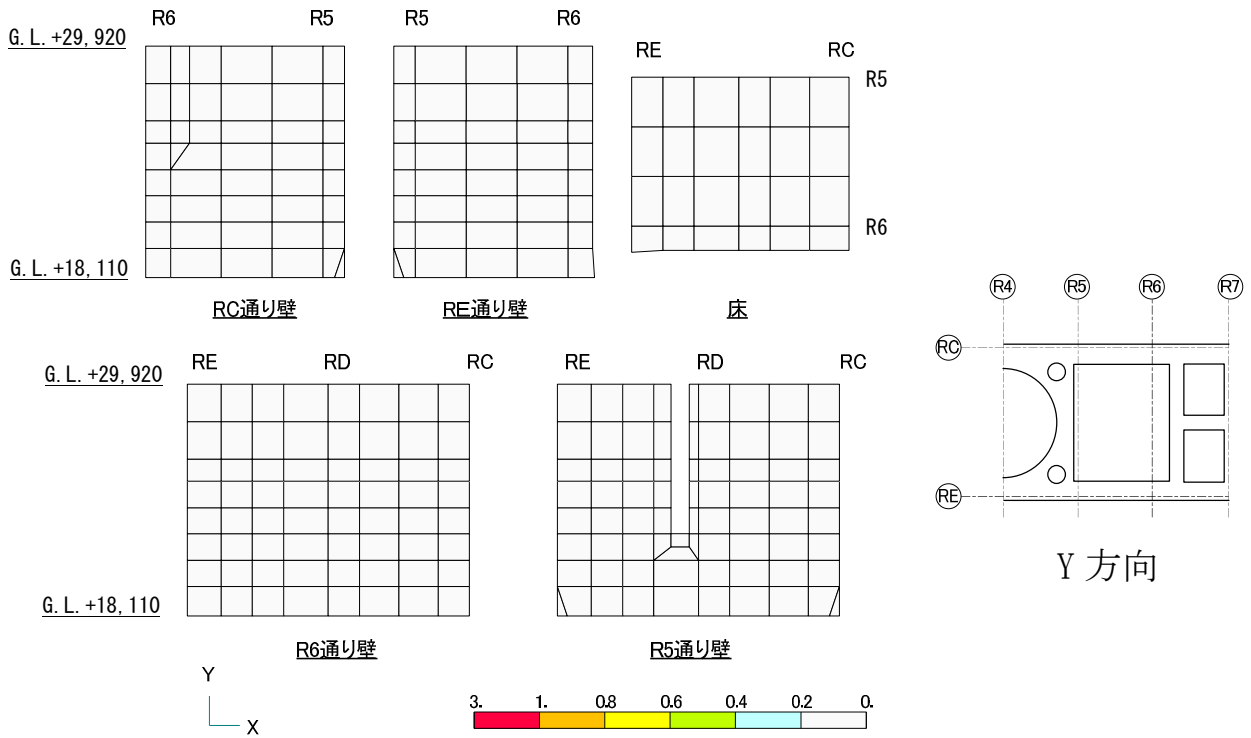 R6 R5 R5 R6
G.L.+29,920
RE RC
R5
R6
G.L.+18,110
RC通り壁 RE通り壁 床
R4 R5 R6 R7
RC
RE
Y 方向
RE RD RC RE RD RC
G.L.+29,920
G.L.+18,110
R6通り壁 R5通り壁
Y
X
3. 1. 0.8 0.6 0.4 0.2 0.